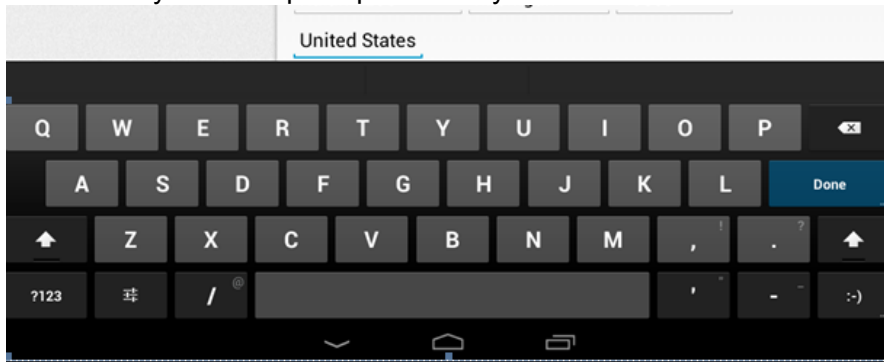 United States
Q W E R T Y U I O P
A S D F G H J K L Done
Z X C V B N M , ! . ?
?123 / @ ' " - _ :-)